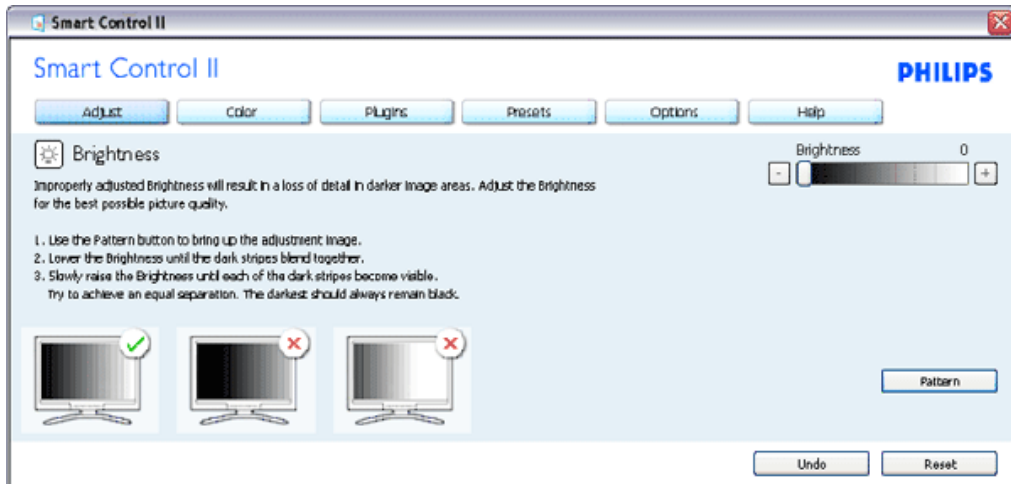 Smart Control II
Smart Control II
PHILIPS
Adjust Color Plugins Presets Options Help
Brightness
Brightness 0
Improperly adjusted Brightness will result in a loss of detail in darker image areas. Adjust the Brightness
for the best possible picture quality.
- +
1. Use the Pattern button to bring up the adjustment image.
2. Lower the Brightness until the dark stripes blend together.
3. Slowly raise the Brightness until each of the dark stripes become visible.
Try to achieve an equal separation. The darkest should always remain black.
Pattern
Undo Reset